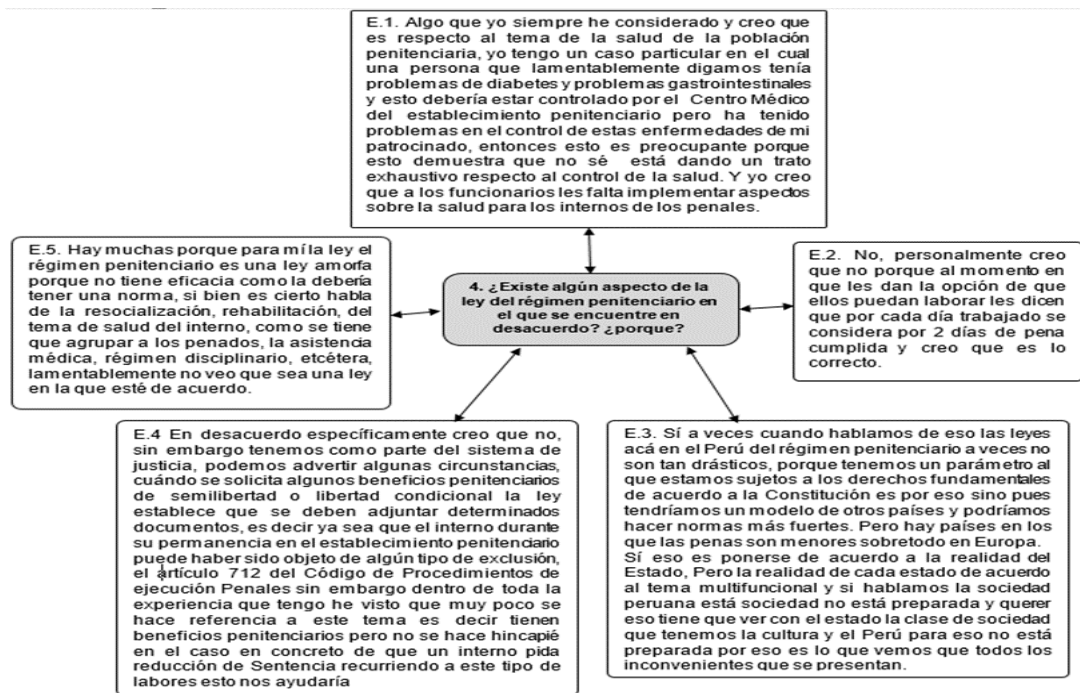 E.1. Algo que yo siempre he considerado y creo que
es respecto al tema de la salud de la población
penitenciaria, yo tengo un caso particular en el cual
una persona que lamentablemente digamos tenía
problemas de diabetes y problemas gastrointestinales
y esto debería estar controlado por el Centro Médico
del establecimiento penitenciario pero ha tenido
problemas en el control de estas enfermedades de mi
patrocinado, entonces esto es preocupante porque
esto demuestra que no sé está dando un trato
exhaustivo respecto al control de la salud. Y yo creo
que a los funcionarios les falta implementar aspectos
sobre la salud para los internos de los penales.
E.5. Hay muchas porque para mí la ley el
régimen penitenciario es una ley amorfa
porque no tiene eficacia como la debería
tener una norma, si bien es cierto habla
de la resocialización, rehabilitación, del
tema de salud del interno, como se tiene
que agrupar a los penados, la asistencia
médica, régimen disciplinario, etcétera,
lamentablemente no veo que sea una ley
en la que esté de acuerdo.
4. ¿Existe algún aspecto de la
ley del régimen penitenciario en
el que se encuentre en
desacuerdo? ¿porque?
E.2. No, personalmente creo
que no porque al momento en
que les dan la opción de que
ellos puedan laborar les dicen
que por cada día trabajado se
considera por 2 días de pena
cumplida y creo que es lo
correcto.
E.4 En desacuerdo específicamente creo que no,
sin embargo tenemos como parte del sistema de
justicia, podemos advertir algunas circunstancias,
cuándo se solicita algunos beneficios penitenciarios
de semilibertad o libertad condicional la ley
establece que se deben adjuntar determinados
documentos, es decir ya sea que el interno durante
su permanencia en el establecimiento penitenciario
puede haber sido objeto de algún tipo de exclusión,
el artículo 712 del Código de Procedimientos de
ejecución Penales sin embargo dentro de toda la
experiencia que tengo he visto que muy poco se
hace referencia a este tema es decir tienen
beneficios penitenciarios pero no se hace hincapié
en el caso en concreto de que un interno pida
reducción de Sentencia recurriendo a este tipo de
labores esto nos ayudaría
E.3. Sí a veces cuando hablamos de eso las leyes
acá en el Perú del régimen penitenciario a veces no
son tan drásticos, porque tenemos un parámetro al
que estamos sujetos a los derechos fundamentales
de acuerdo a la Constitución es por eso sino pues
tendríamos un modelo de otros países y podríamos
hacer normas más fuertes. Pero hay países en los
que las penas son menores sobretodo en Europa.
Sí eso es ponerse de acuerdo a la realidad del
Estado, Pero la realidad de cada estado de acuerdo
al tema multifuncional y si hablamos la sociedad
peruana está sociedad no está preparada y querer
eso tiene que ver con el estado la clase de sociedad
que tenemos la cultura y el Perú para eso no está
preparada por eso es lo que vemos que todos los
inconvenientes que se presentan.